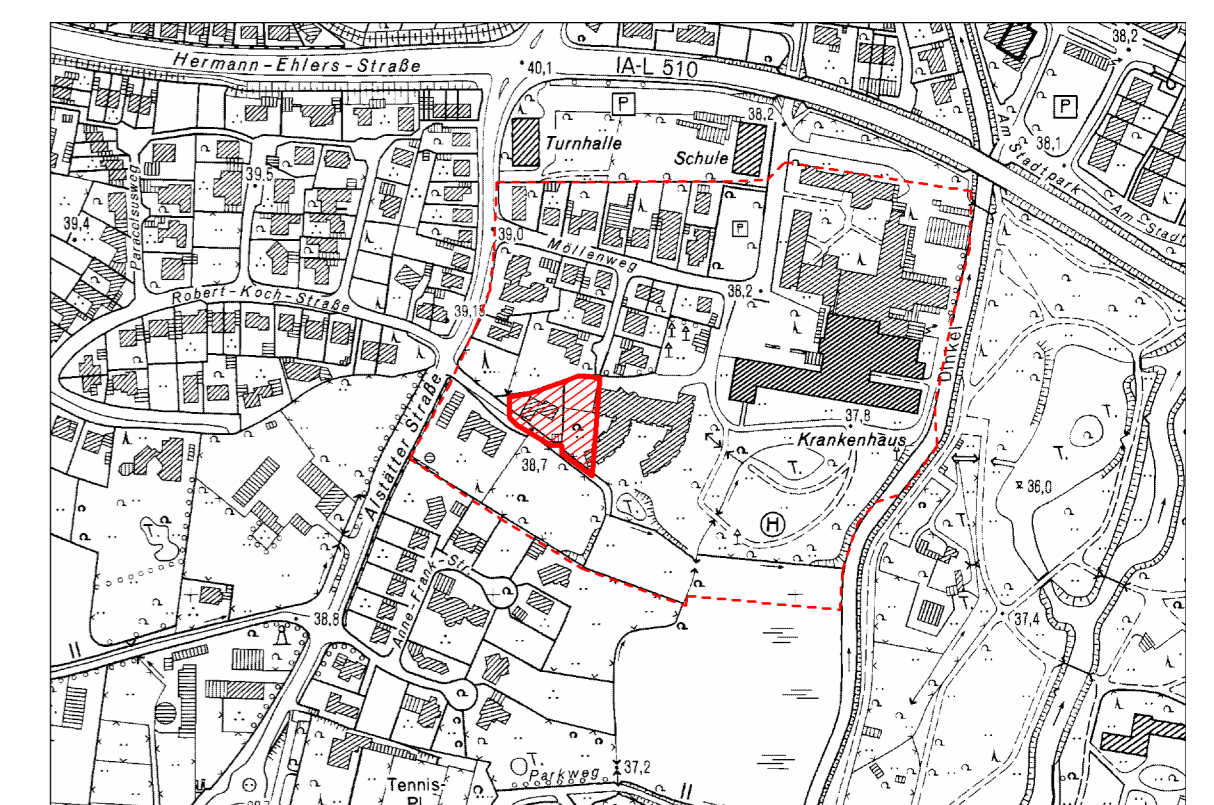 38,2
Hermann-Ehlers-Straße
40,1
IA-L 510
P
P
38,2
Am Stadtpark
Turnhalle
Schule
38,1
Paracelsusweg
39,5
39,4
39,0
Möllenweg
P
38,2
Robert-Koch-Straße
39,15
Dinkel
Alstätter Straße
37,8
Krankenhaus
T.
T.
38,7
36,0
H
T.
Anne-Frank-Str.
T.
38,8
37,4
II
T.
Parkweg
37,2
II
Tennis-
Pl.